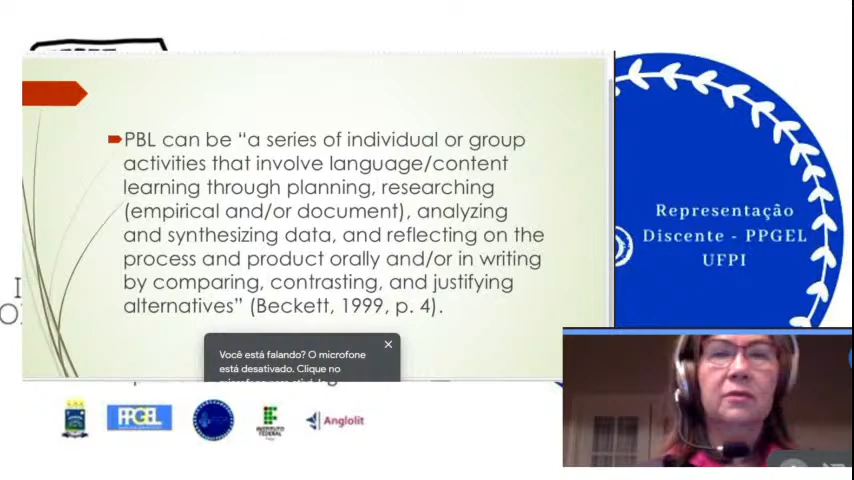 PBL can be “a series of individual or group
activities that involve language/content
learning through planning, researching
(empirical and/or document), analyzing
and synthesizing data, and reflecting on the
process and product orally and/or in writing
by comparing, contrasting, and justifying
alternatives” (Beckett, 1999, p. 4).
Representação
Discente - PPGEL
UFPI
Você está falando? O microfone
está desativado. Clique no
PPGEL
INSTITUTO
FEDERAL
Anglolit